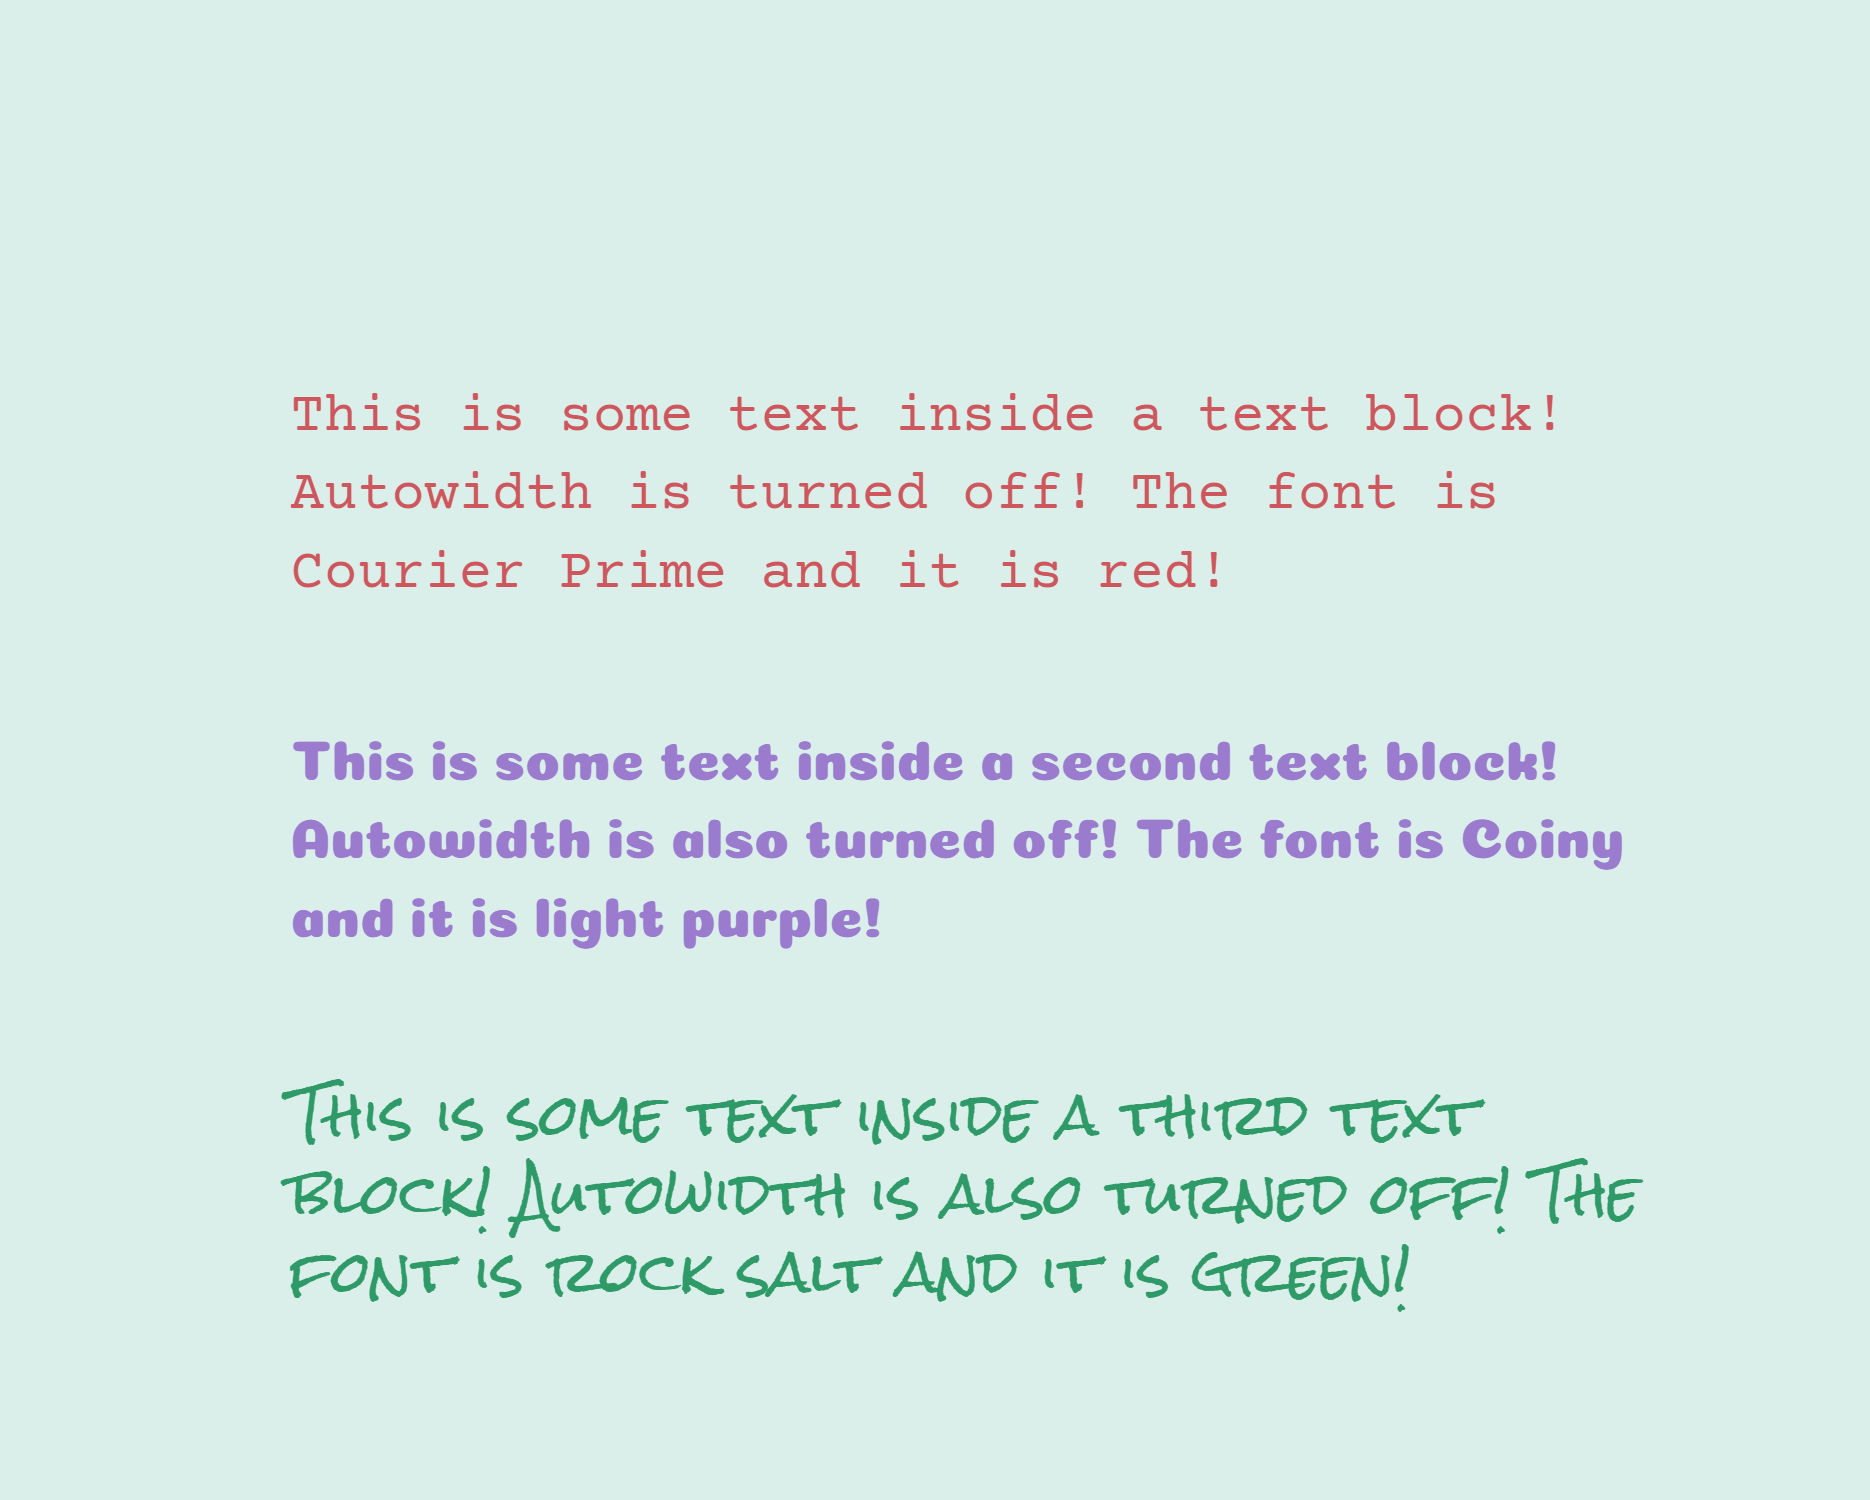 This is some text inside a text block!
Autowidth is turned off! The font is
Courier Prime and it is red!
This is some text inside a second text block!
Autowidth is also turned off! The font is Coiny
and it is light purple!
This is some text inside a third text
block! Autowidth is also turned off! The
font is rock salt and it is green!